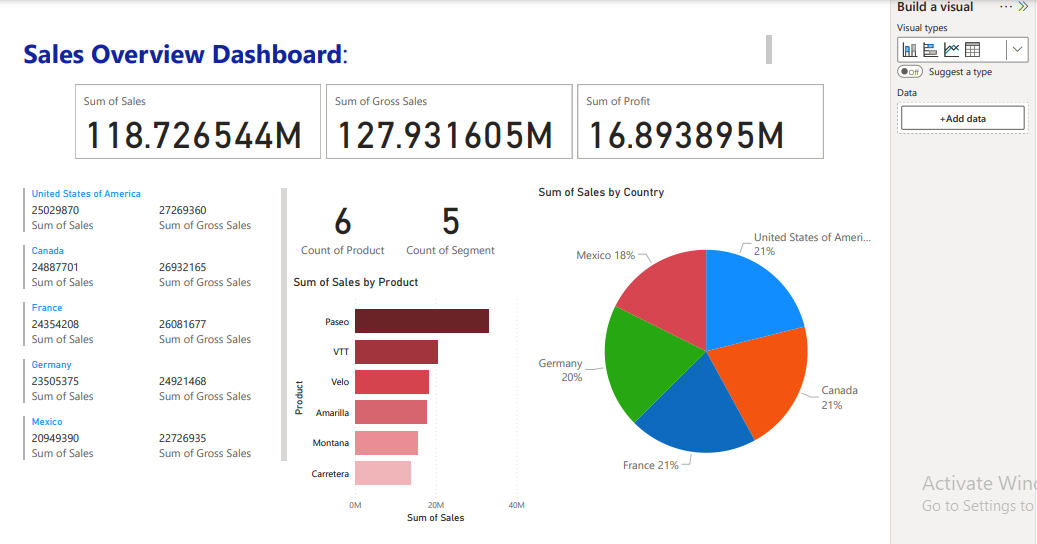 Build a visual
Visual types
Sales Overview Dashboard:
Off Suggest a type
Data
+Add data
Sum of Sales
118.726544M
Sum of Gross Sales
127.931605M
Sum of Profit
16.893895M
United States of America
25029870 27269360
Sum of Sales Sum of Gross Sales
Canada
24887701 26932165
Sum of Sales Sum of Gross Sales
France
24354208 26081677
Sum of Sales Sum of Gross Sales
Germany
23505375 24921468
Sum of Sales Sum of Gross Sales
Mexico
20949390 22726935
Sum of Sales Sum of Gross Sales
6
Count of Product
5
Count of Segment
Sum of Sales by Product
Product
Paseo
VTT
Velo
Amarilla
Montana
Carretera
0M 20M 40M
Sum of Sales
Sum of Sales by Country
United States of Ameri...
21%
Mexico 18%
Germany
20%
Canada
21%
France 21%
Activate Win
Go to Settings to